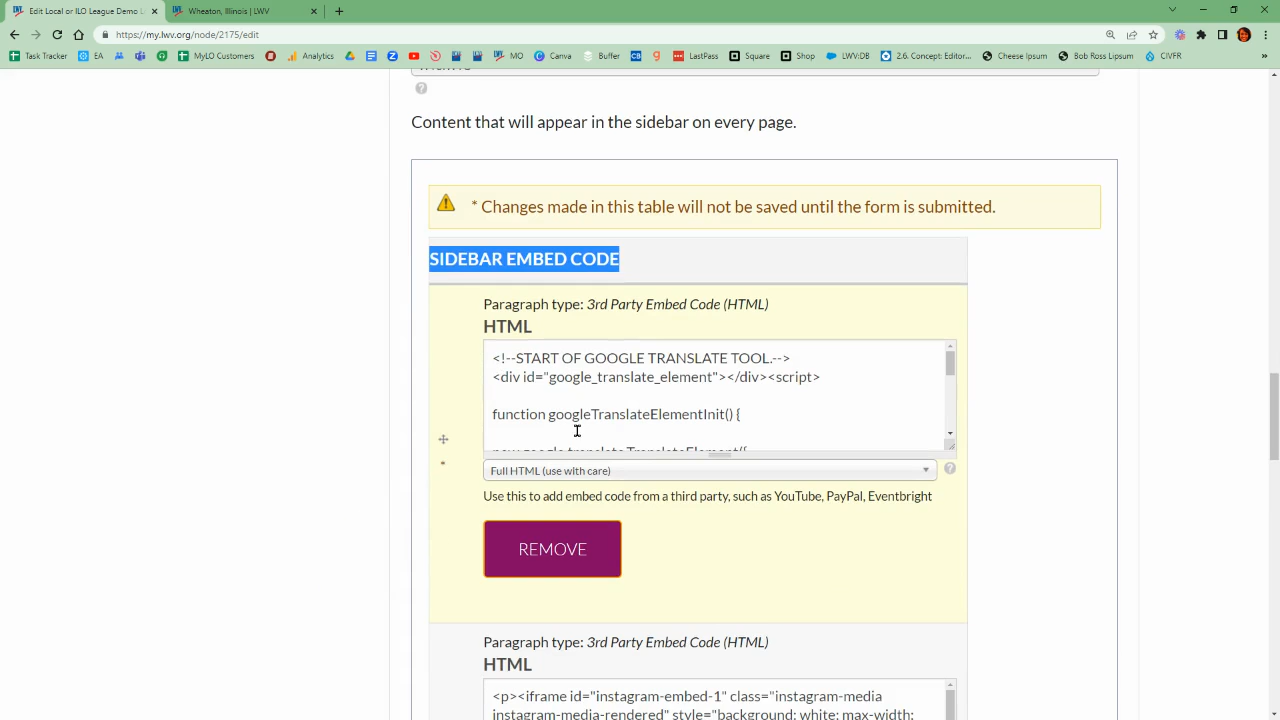 Edit Local or ILO League Demo L
Wheaton, Illinois | LWV
https://my.lwv.org/node/2175/edit
Task Tracker
EA
MyLO Customers
Analytics
MO
Canva
Buffer
LastPass
Square
Shop
LWV:DB
2.6. Concept: Editor...
Cheese Ipsum
Bob Ross Lipsum
CIVFR
»
Content that will appear in the sidebar on every page.
* Changes made in this table will not be saved until the form is submitted.
SIDEBAR EMBED CODE
Paragraph type: 3rd Party Embed Code (HTML)
HTML
<!--START OF GOOGLE TRANSLATE TOOL.-->
<div id="google_translate_element"></div><script>
function googleTranslateElementInit() {
new google.translate.TranslateElement({
*
Full HTML (use with care)
Use this to add embed code from a third party, such as YouTube, PayPal, Eventbright
REMOVE
Paragraph type: 3rd Party Embed Code (HTML)
HTML
<p><iframe id="instagram-embed-1" class="instagram-media
instagram-media-rendered" style="background: white; max-width: